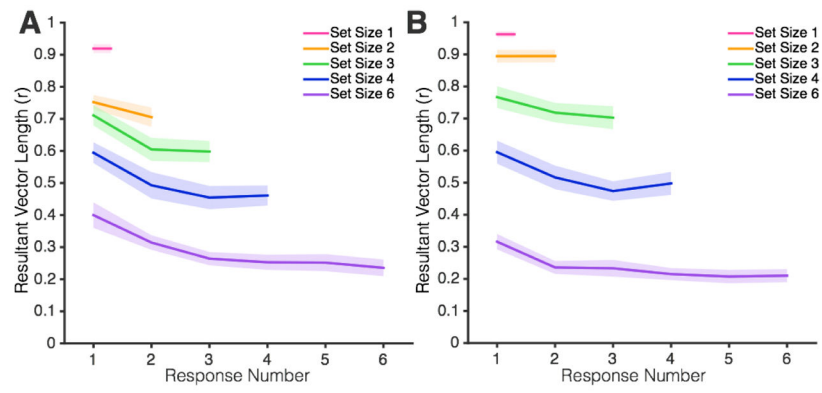 A
Resultant Vector Length (r)
1
0.9
0.8
0.7
0.6
0.5
0.4
0.3
0.2
0.1
0
Set Size 1
Set Size 2
Set Size 3
Set Size 4
Set Size 6
1 2 3 4 5 6
Response Number
B
Resultant Vector Length (r)
1
0.9
0.8
0.7
0.6
0.5
0.4
0.3
0.2
0.1
0
Set Size 1
Set Size 2
Set Size 3
Set Size 4
Set Size 6
1 2 3 4 5 6
Response Number